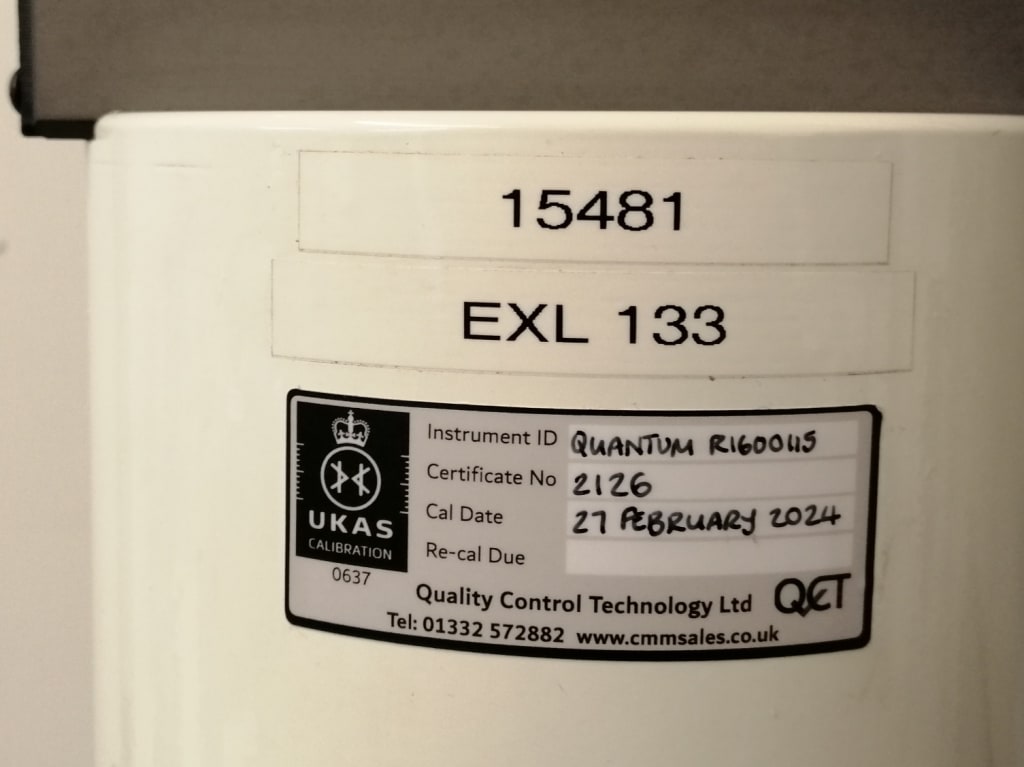 15481
EXL 133
Instrument ID QUANTUM R1600115
Certificate No 2126
Cal Date 27 FEBRUARY 2024
Re-cal Due
UKAS
CALIBRATION
0637
Quality Control Technology Ltd QCT
Tel: 01332 572882 www.cmmsales.co.uk